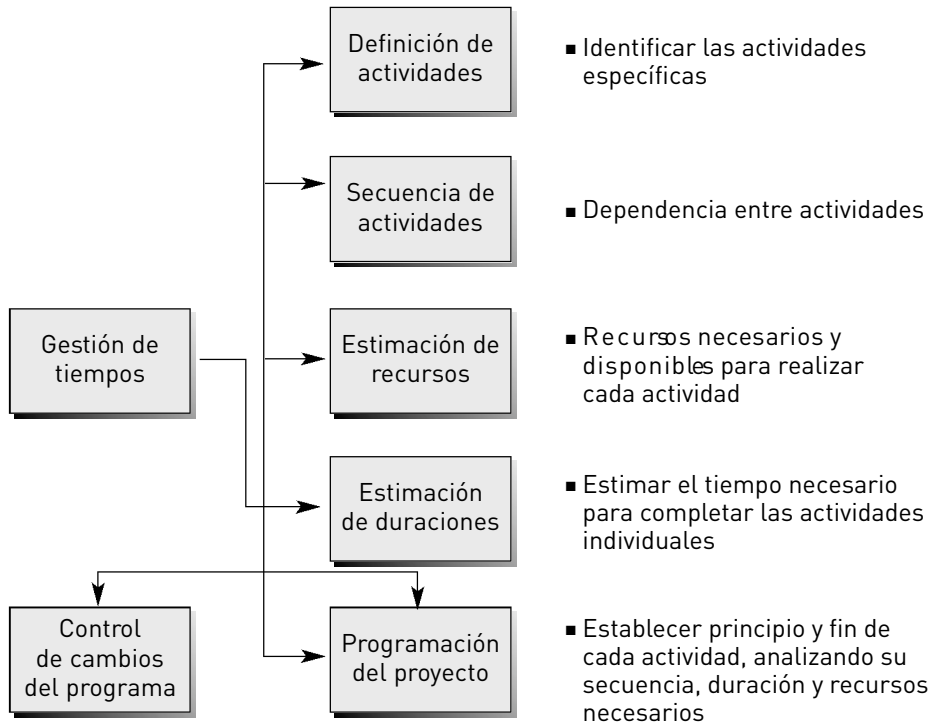 Definición de
actividades
■ Identificar las actividades
específicas
Secuencia de
actividades
■ Dependencia entre actividades
Gestión de
tiempos
Estimación de
recursos
■ Recursos necesarios y
disponibles para realizar
cada actividad
Estimación
de duraciones
■ Estimar el tiempo necesario
para completar las actividades
individuales
Control
de cambios
del programa
Programación
del proyecto
■ Establecer principio y fin de
cada actividad, analizando su
secuencia, duración y recursos
necesarios